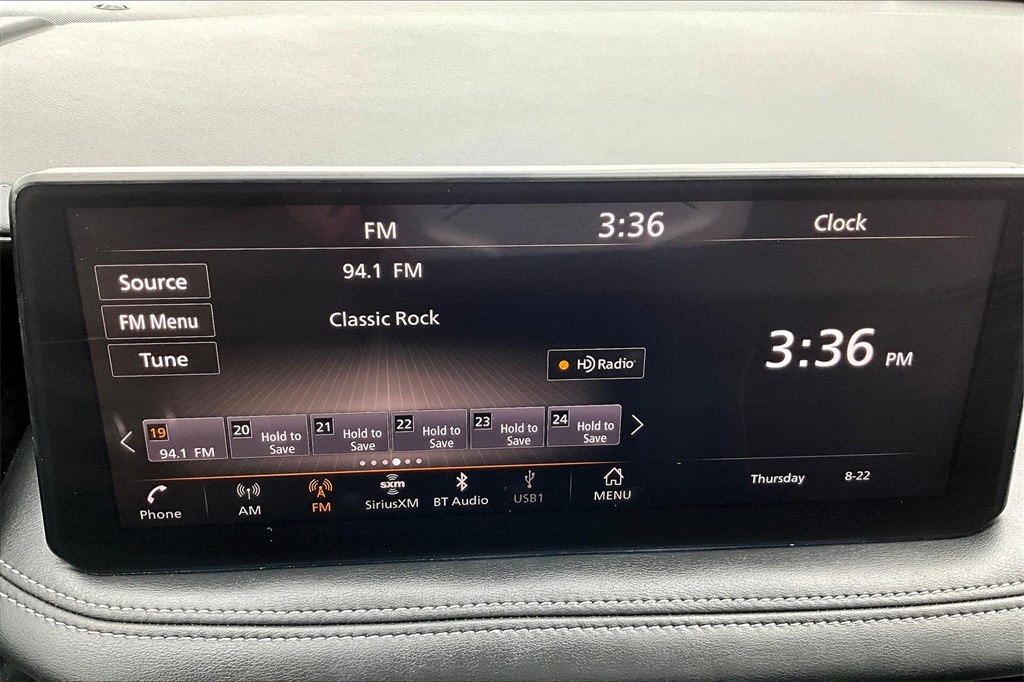 FM
3:36
Clock
Source
94.1 FM
FM Menu
Classic Rock
Tune
HD Radio
3:36 PM
19
94.1 FM
20
Hold to
Save
21
Hold to
Save
22
Hold to
Save
23
Hold to
Save
24
Hold to
Save
Thursday 8-22
Phone
AM
FM
sxm
SiriusXM
BT Audio
USB1
MENU